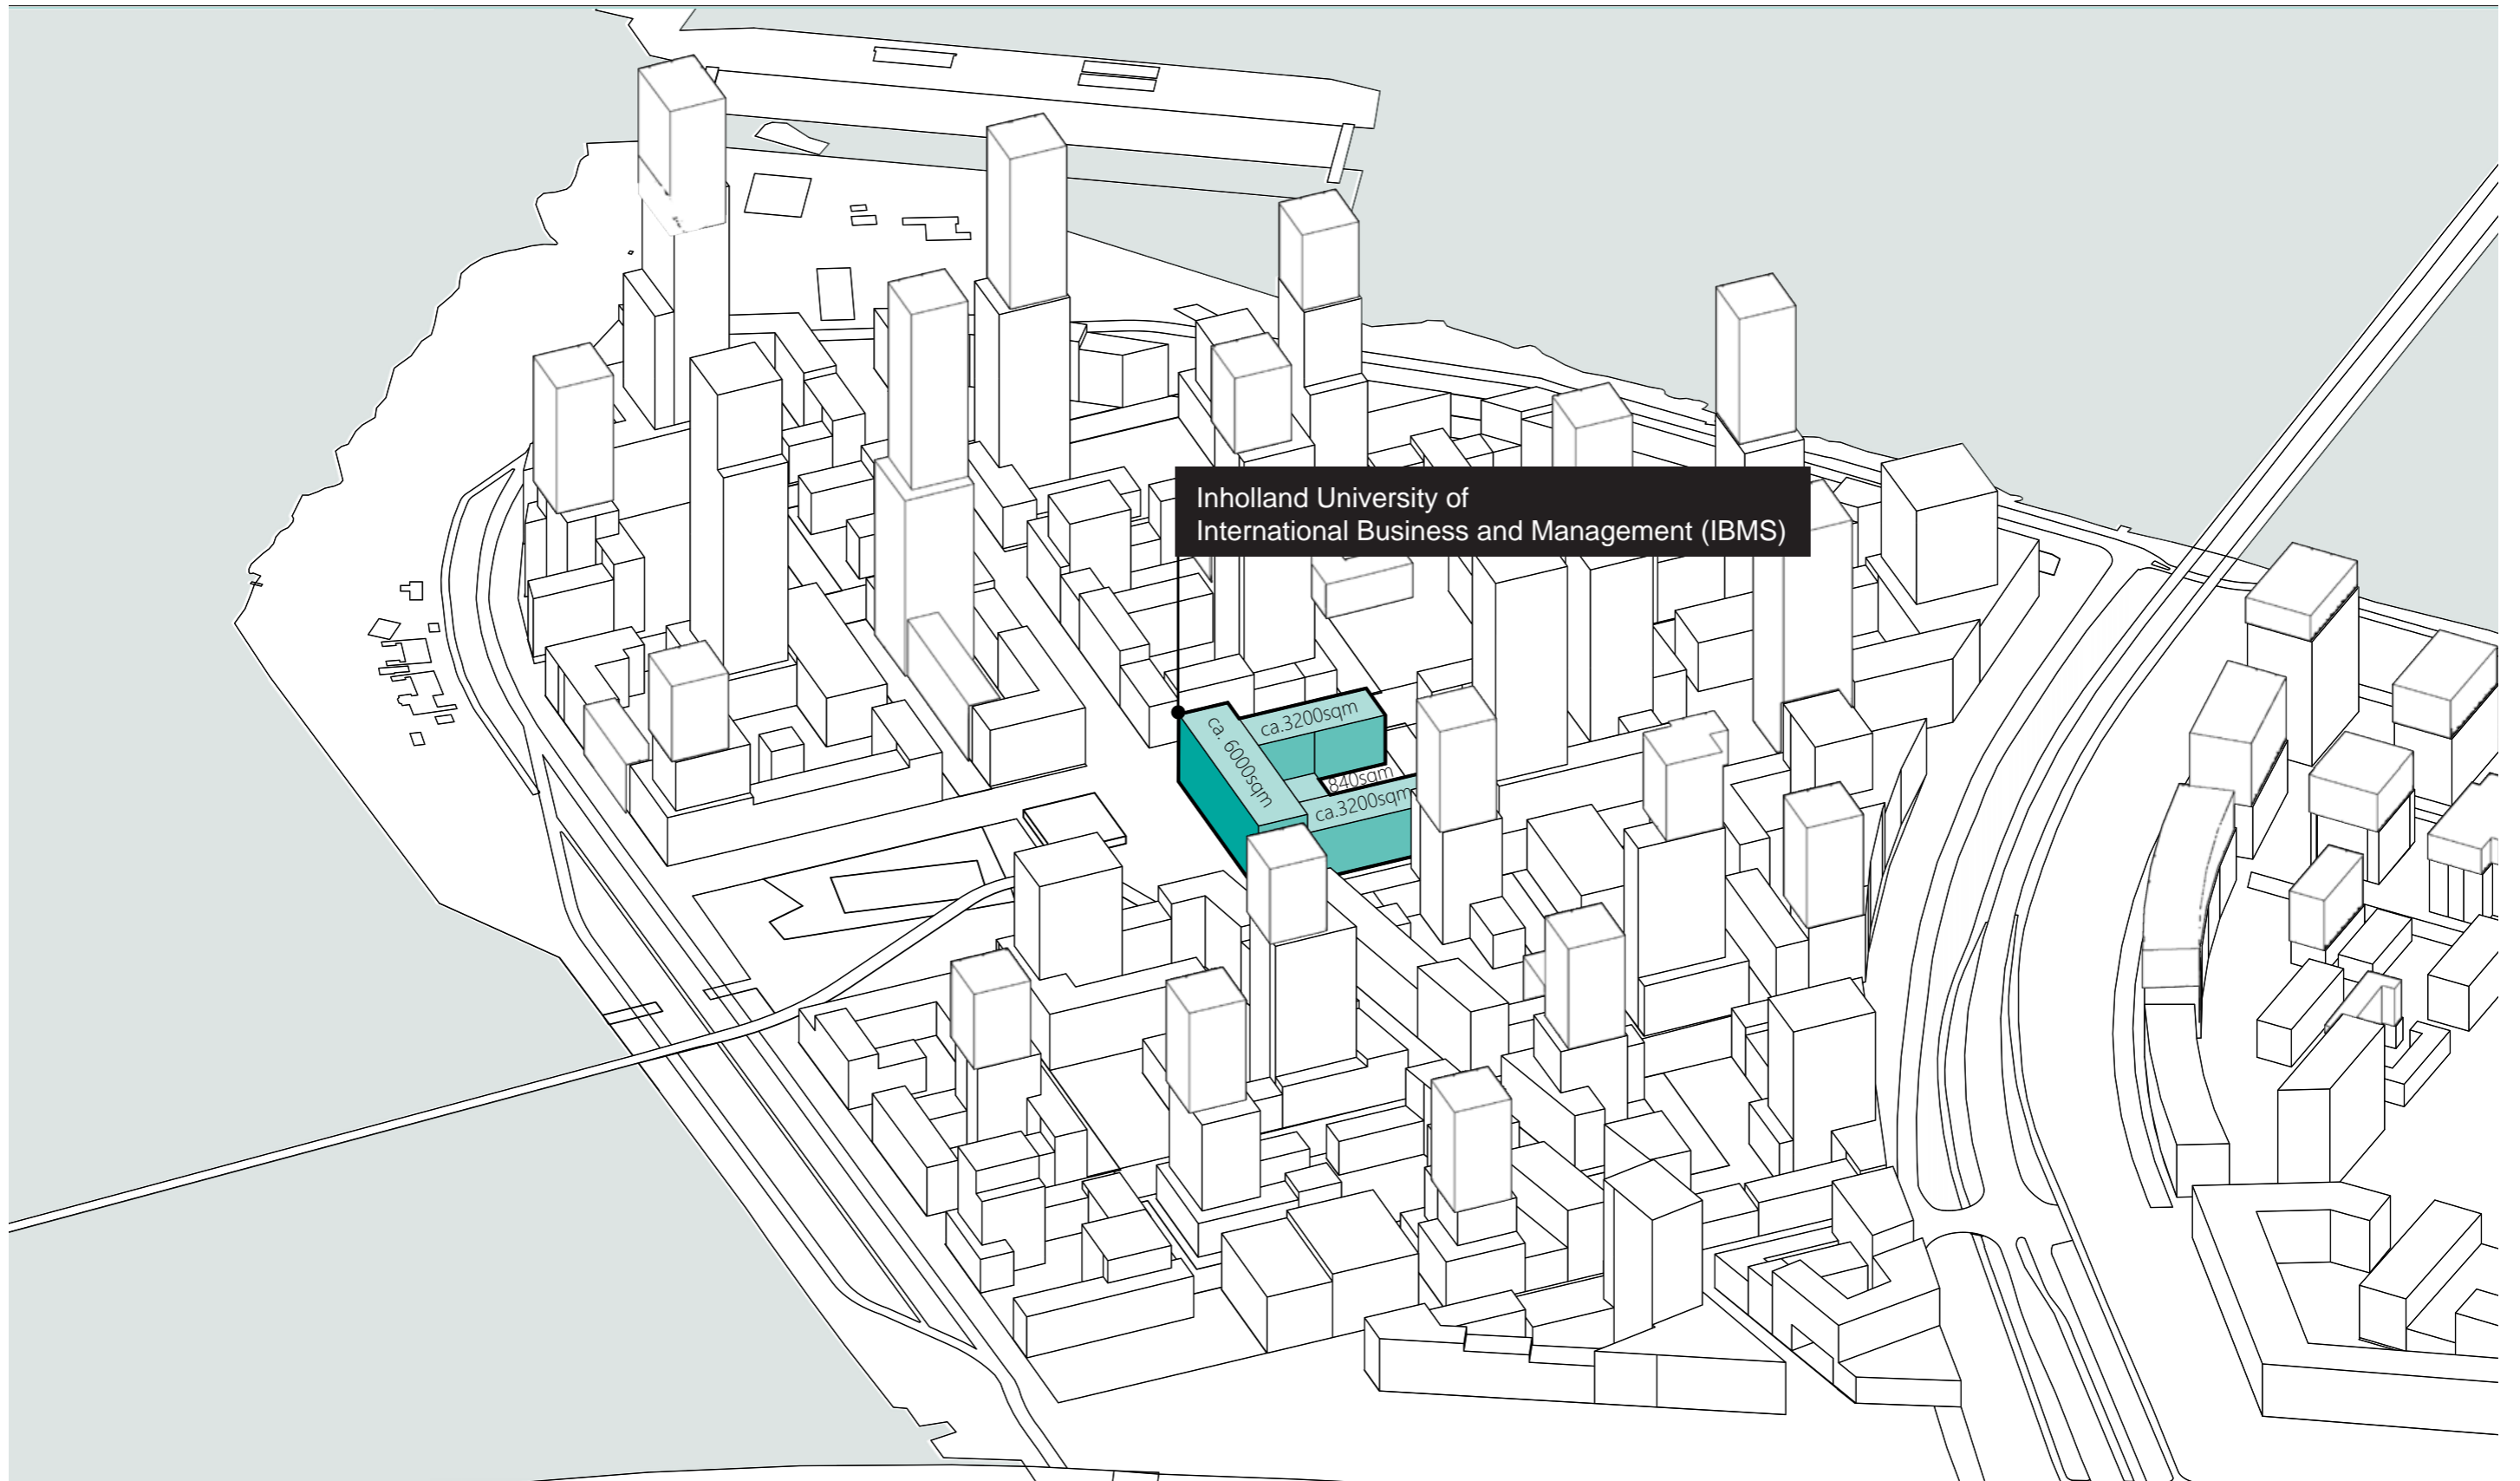 Inholland University of
International Business and Management (IBMS)
ca. 6000sqm
ca.3200sqm
840sqm
ca.3200sqm